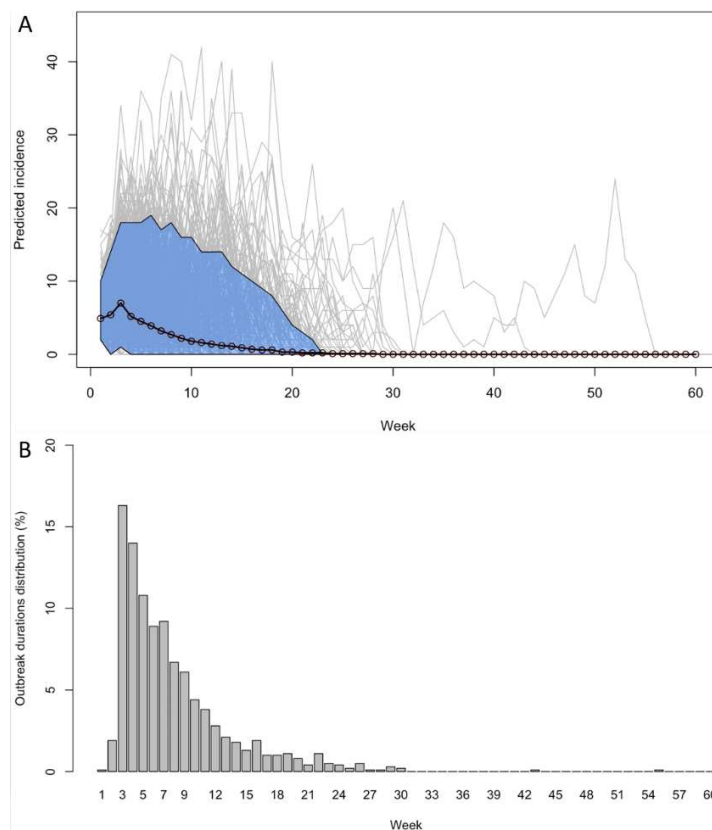 A
Predicted incidence
40
30
20
10
0
0 10 20 30 40 50 60
Week
B
Outbreak durations distribution (%)
20
15
10
5
0
1 3 5 7 9 12 15 18 21 24 27 30 33 36 39 42 45 48 51 54 57 60
Week